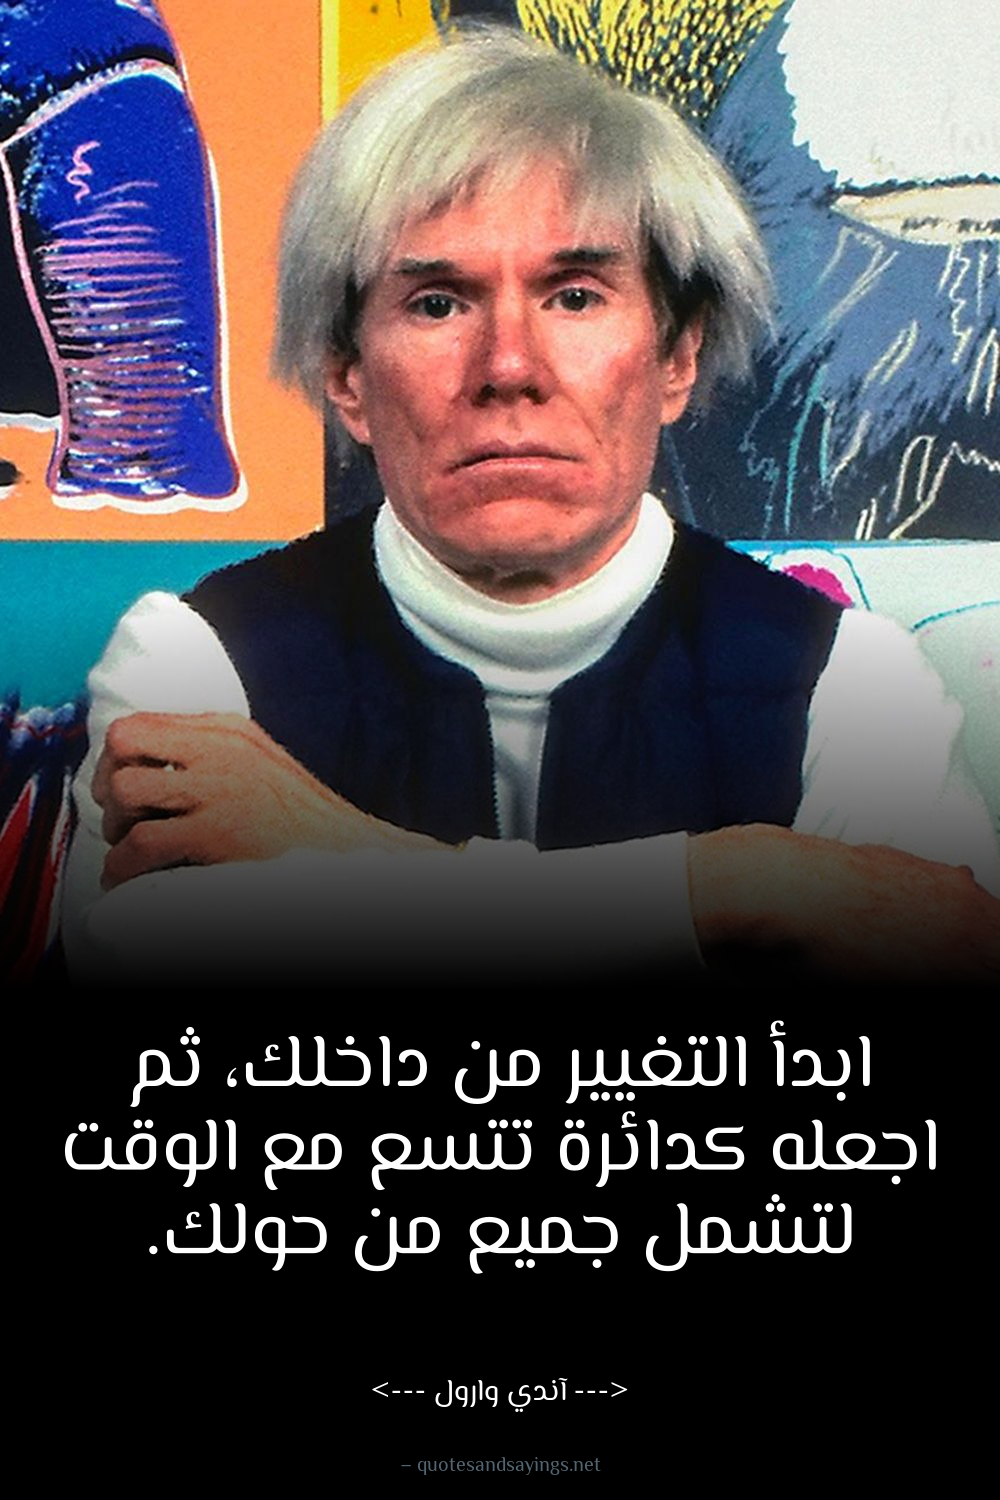 ابدأ التغيير من داخلك، ثم
اجعله كدائرة تتسع مع الوقت
لتشمل جميع من حولك.
<--- آندي وارول --->
– quotesandsayings.net